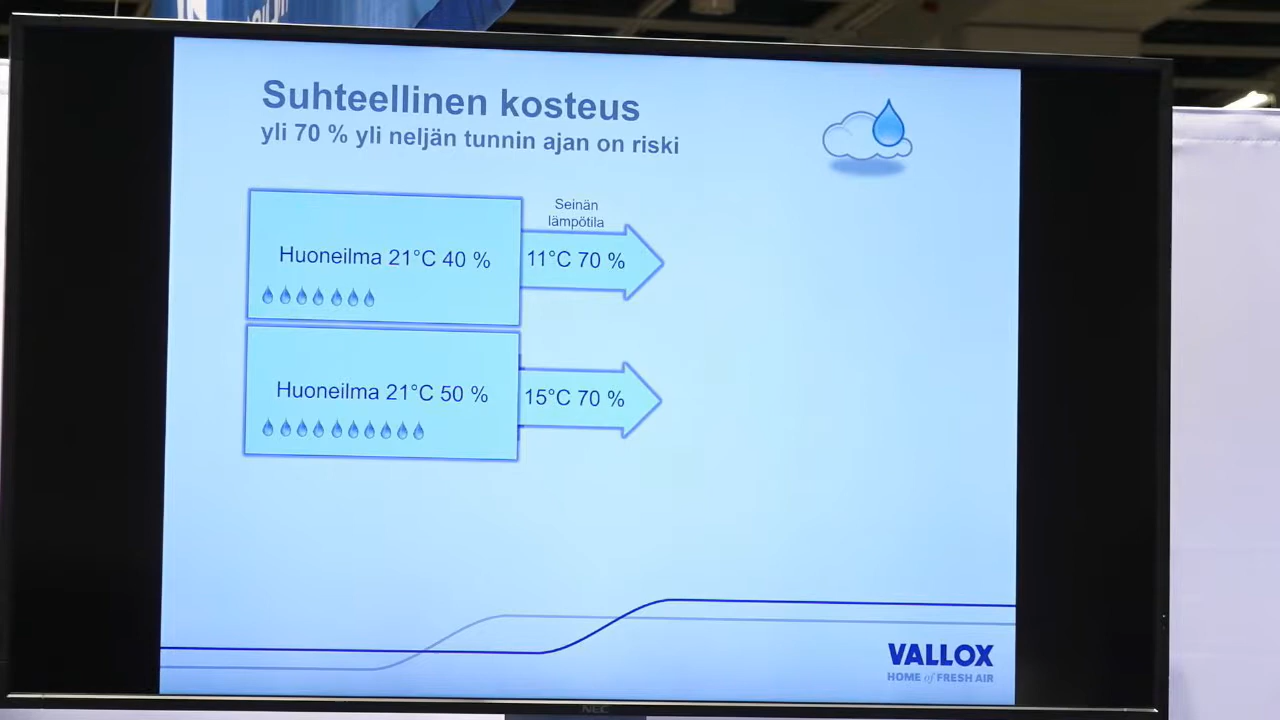 Suhteellinen kosteus
yli 70 % yli neljän tunnin ajan on riski
Seinän
lämpötila
Huoneilma 21°C 40 %
11°C 70 %
Huoneilma 21°C 50 %
15°C 70 %
VALLOX
HOME of FRESH AIR
NEC